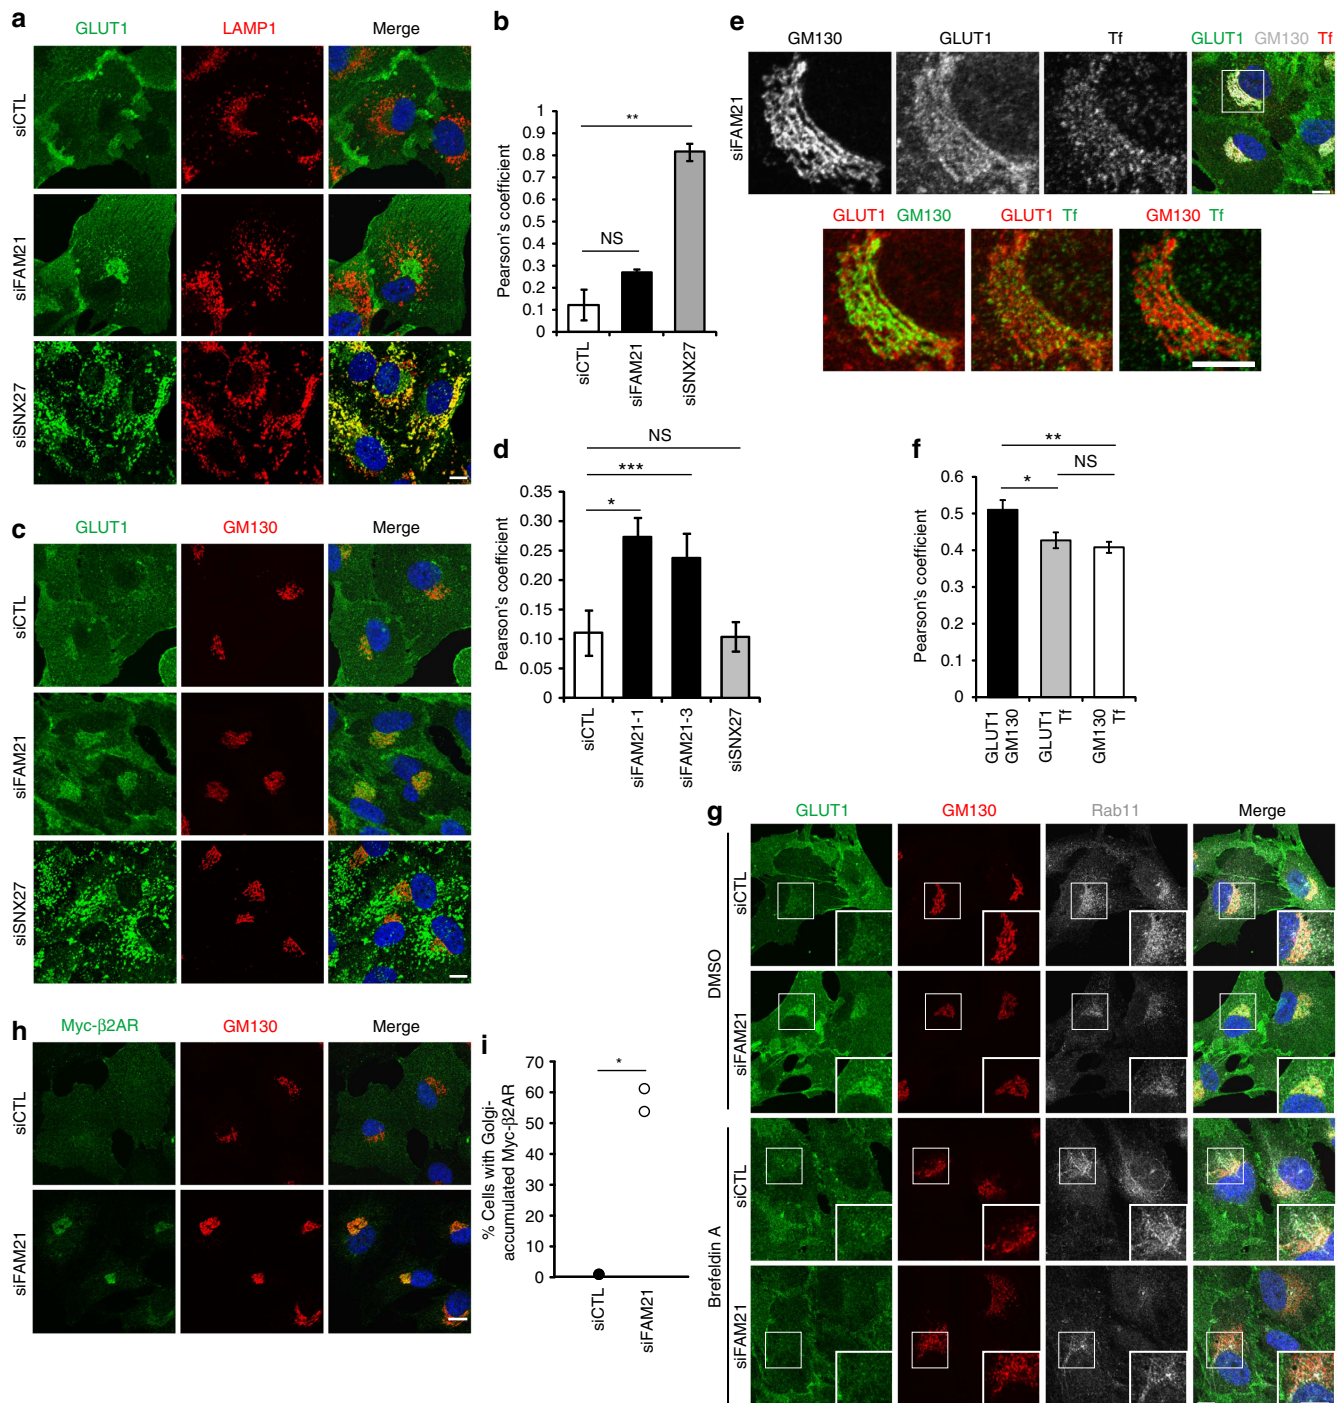 a
GLUT1 LAMP1 Merge
siCTL
siFAM21
siSNX27
b
Pearson's coefficient
1
0.9
0.8
0.7
0.6
0.5
0.4
0.3
0.2
0.1
0
**
NS
siCTL
siFAM21
siSNX27
c
GLUT1 GM130 Merge
siCTL
siFAM21
siSNX27
d
Pearson's coefficient
0.35
0.30
0.25
0.20
0.15
0.10
0.05
0
NS
***
*
siCTL
siFAM21-1
siFAM21-3
siSNX27
e
GM130 GLUT1 Tf GLUT1 GM130 Tf
siFAM21
GLUT1 GM130 GLUT1 Tf GM130 Tf
f
Pearson's coefficient
0.6
0.5
0.4
0.3
0.2
0.1
0
**
NS
*
GLUT1
GM130
GLUT1
Tf
GM130
Tf
g
GLUT1 GM130 Rab11 Merge
DMSO
siCTL
siFAM21
Brefeldin A
siCTL
siFAM21
h
Myc-β2AR GM130 Merge
siCTL
siFAM21
i
% Cells with Golgi-
accumulated Myc-β2AR
70
60
50
40
30
20
10
0
*
siCTL
siFAM21